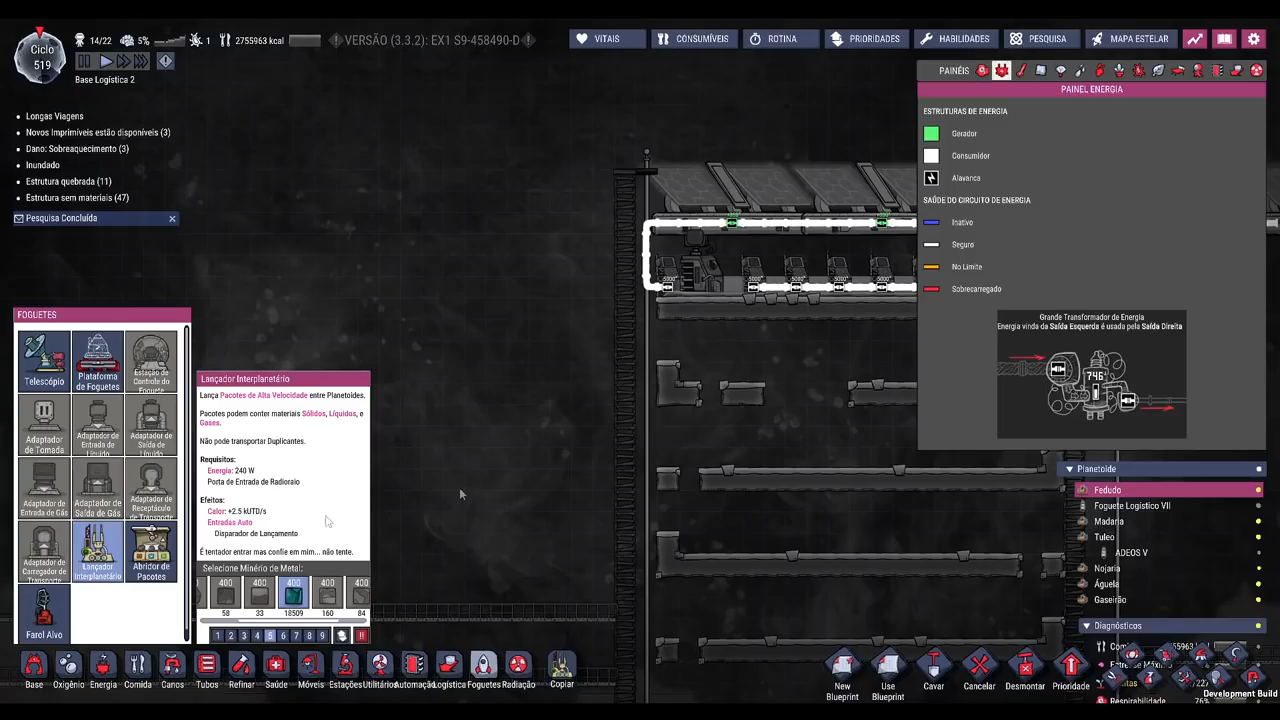 Ciclo
519
14/22
5%
1
2755963 kcal
VERSÃO (3.3.2): EX1 S9-458490-D
Base Logística 2
VITAIS
CONSUMÍVEIS
ROTINA
PRIORIDADES
HABILIDADES
PESQUISA
MAPA ESTELAR
Longas Viagens
Novos Imprimíveis estão disponíveis (3)
Dano: Sobreaquecimento (3)
Inundado
Estrutura quebrada (11)
Estrutura sem materiais (47)
Pesquisa Concluída
PAINÉIS
PAINEL ENERGIA
ESTRUTURAS DE ENERGIA
Gerador
Consumidor
Alavanca
SAÚDE DO CIRCUITO DE ENERGIA
Inativo
Seguro
No Limite
Sobrecarregado
Grande Transformador de Energia
Energia vinda da Saída Esquerda é usada pela Saída Direita
746
FOGUETES
Telescópio
Plataforma de Foguetes
Estação de Controle do Foguete
Adaptador de Tomada
Adaptador de Entrada de Líquido
Adaptador de Saída de Líquido
Adaptador de Entrada de Gás
Adaptador de Saída de Gás
Adaptador de Receptáculo de Transporte
Adaptador de Carregador de Transporte
Lançador Interplanetário
Abridor de Pacotes
Farol Alvo
Lançador Interplanetário
Lança Pacotes de Alta Velocidade entre Planetoides.
Pacotes podem conter materiais Sólidos, Líquidos, e
Gases.
Não pode transportar Duplicantes.
Requisitos:
Energia: 240 W
Porta de Entrada de Radioraio
Efeitos:
Calor: +2.5 kUTD/s
Entradas Auto
Disparador de Lançamento
É tentador entrar mas confie em mim... não tente.
Selecione Minério de Metal:
400 400 400 400 400
58 33 18509 160 84
1 2 3 4 5 6 7 8 9 !!
Planetoide
Fedudo
Foguete Logístico VII
Madária
Tuleo
ADEOS V
Nojaria
Águela
Gaseirão
Diagnósticos
Base
Oxigênio
Energia
Comida
Canos
Dutos
Refinar
Saúde
Móveis
Automação
Logística
Foguetes
Radiação
Copiar
New Blueprint
Use Blueprint
Cavar
Cancelar
Desmontar
Prioridade
Development Build